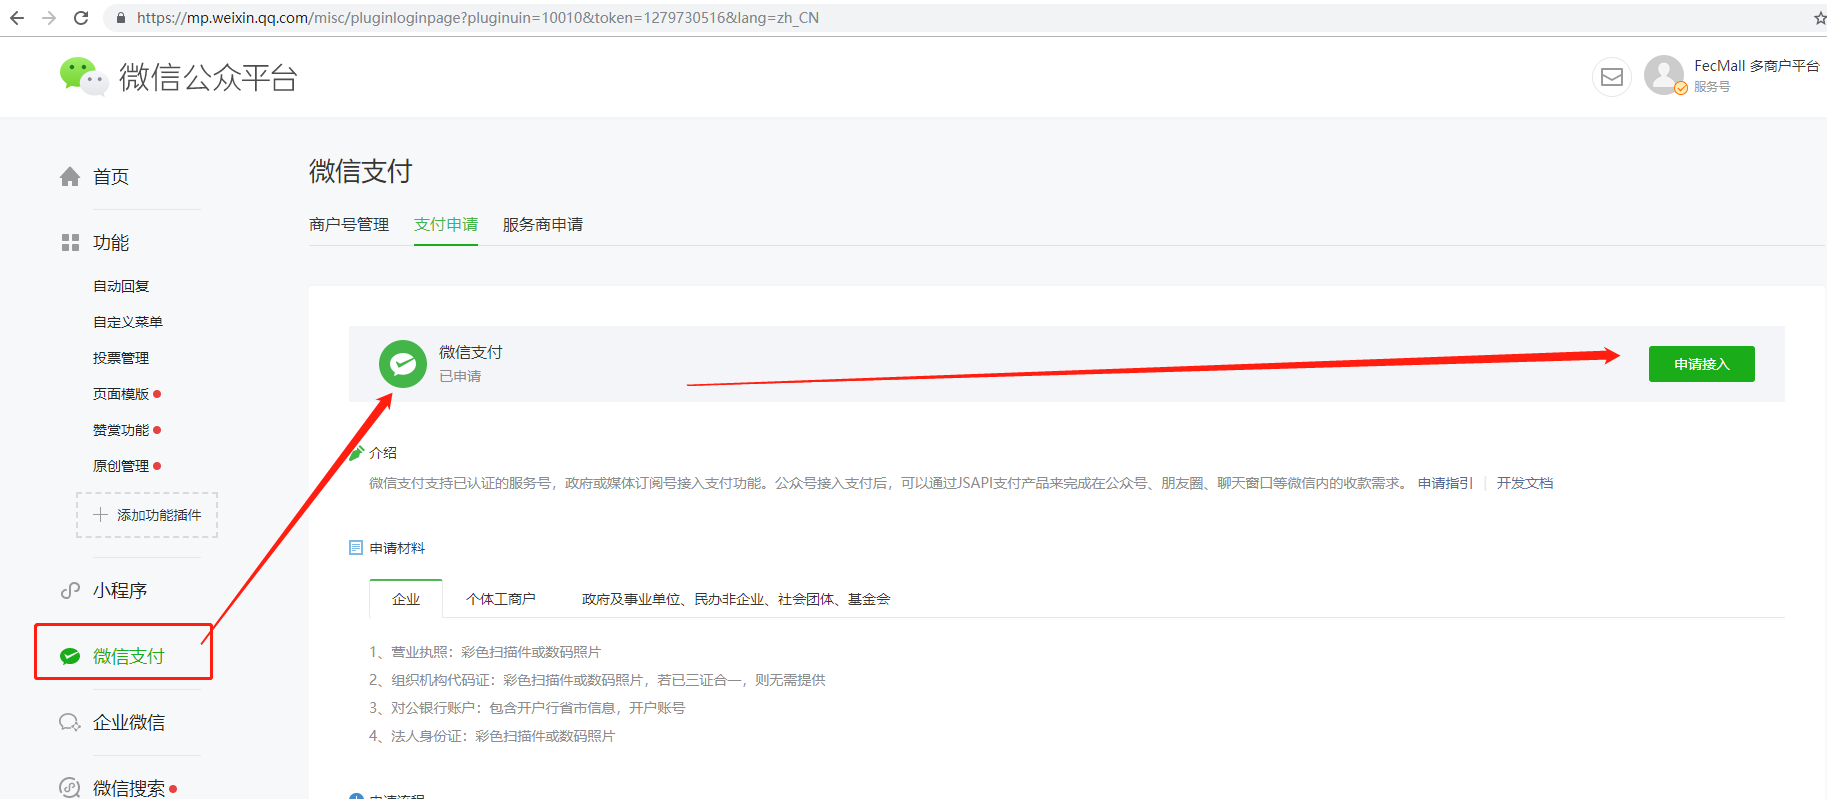 https://mp.weixin.qq.com/misc/pluginloginpage?pluginuin=10010&token=1279730516&lang=zh_CN
微信公众平台
FecMall 多商户平台
服务号
首页
功能
自动回复
自定义菜单
投票管理
页面模版
赞赏功能
原创管理
添加功能插件
小程序
微信支付
企业微信
微信搜索
微信支付
商户号管理 支付申请 服务商申请
微信支付
已申请
申请接入
介绍
微信支付支持已认证的服务号，政府或媒体订阅号接入支付功能。公众号接入支付后，可以通过JSAPI支付产品来完成在公众号、朋友圈、聊天窗口等微信内的收款需求。 申请指引 | 开发文档
申请材料
企业 个体工商户 政府及事业单位、民办非企业、社会团体、基金会
1、营业执照：彩色扫描件或数码照片
2、组织机构代码证：彩色扫描件或数码照片，若已三证合一，则无需提供
3、对公银行账户：包含开户行省市信息，开户账号
4、法人身份证：彩色扫描件或数码照片